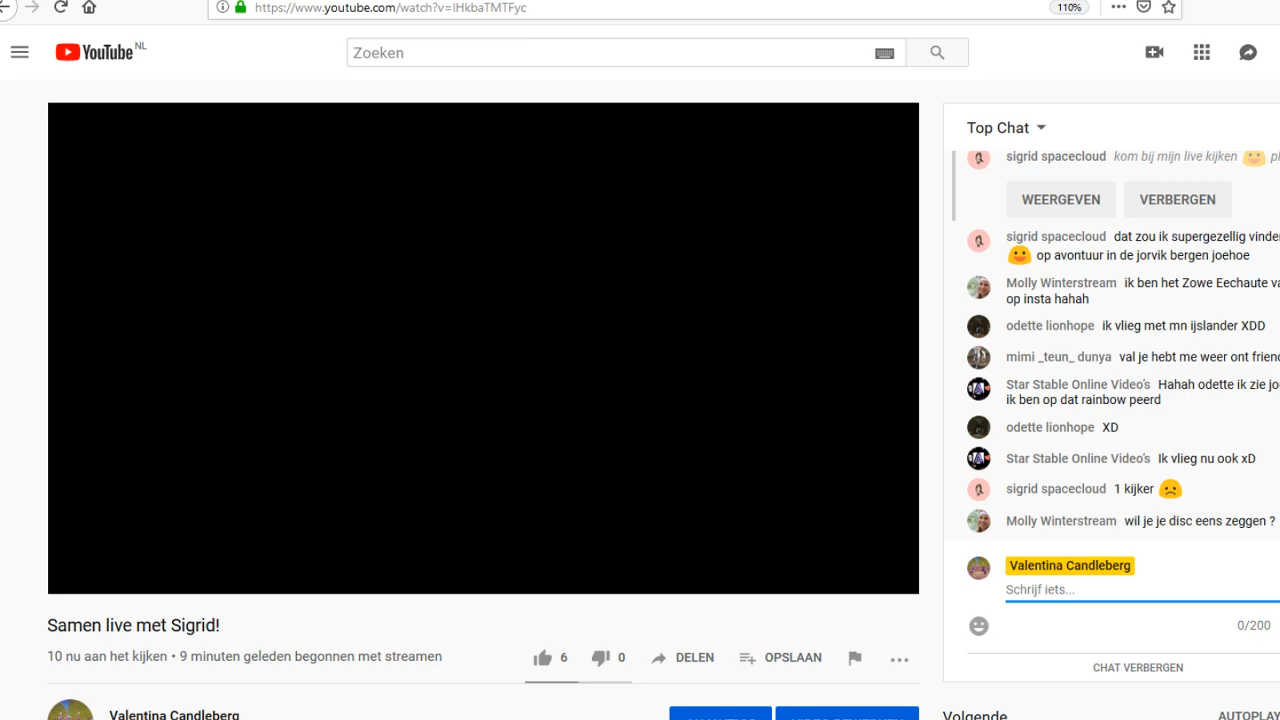 https://www.youtube.com/watch?v=lHkbaTMTFyc
110%
YouTube NL
Zoeken
Top Chat
sigrid spacecloud kom bij mijn live kijken
WEERGEVEN VERBERGEN
sigrid spacecloud dat zou ik supergezellig vinden
op avontuur in de jorvik bergen joehoe
Molly Winterstream ik ben het Zowe Eechaute
op insta hahah
odette lionhope ik vlieg met mn ijslander XDD
mimi _teun_ dunya val je hebt me weer ont
Star Stable Online Video's Hahah odette ik zie
ik ben op dat rainbow peerd
odette lionhope XD
Star Stable Online Video's Ik vlieg nu ook xD
sigrid spacecloud 1 kijker
Molly Winterstream wil je je disc eens zeggen ?
Valentina Candleberg
Schrijf iets...
0/200
CHAT VERBERGEN
Samen live met Sigrid!
10 nu aan het kijken • 9 minuten geleden begonnen met streamen
6 0 DELEN OPSLAAN
Valentina Candleberg
Volgende
AUTOPLAY